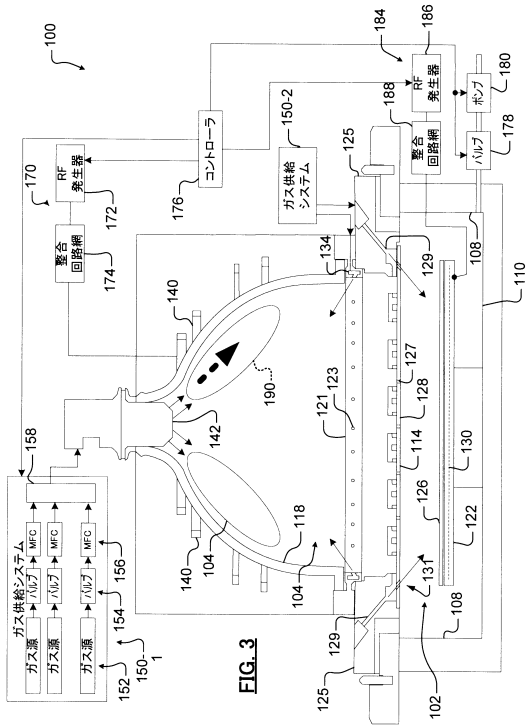 100
170
RF
発生器
172
整合
回路網
174
コントローラ
176
ガス供給
システム
150-2
184
RF
発生器
186
188
整合
回路網
ポンプ
180
バルブ
178
158
ガス供給システム
ガス源
バルブ
MFC
ガス源
バルブ
MFC
ガス源
バルブ
MFC
152
154
156
150-
1
142
140
140
190
104
118
104
121
123
134
125
125
129
129
108
108
110
127
128
114
130
126
122
131
102
FIG. 3